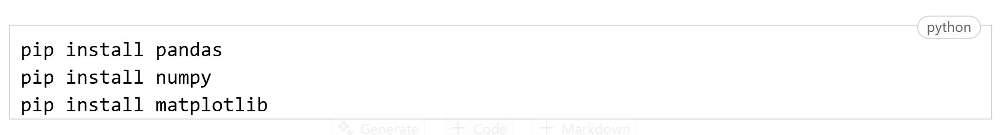 python
pip install pandas
pip install numpy
pip install matplotlib
Generate
Code
Markdown